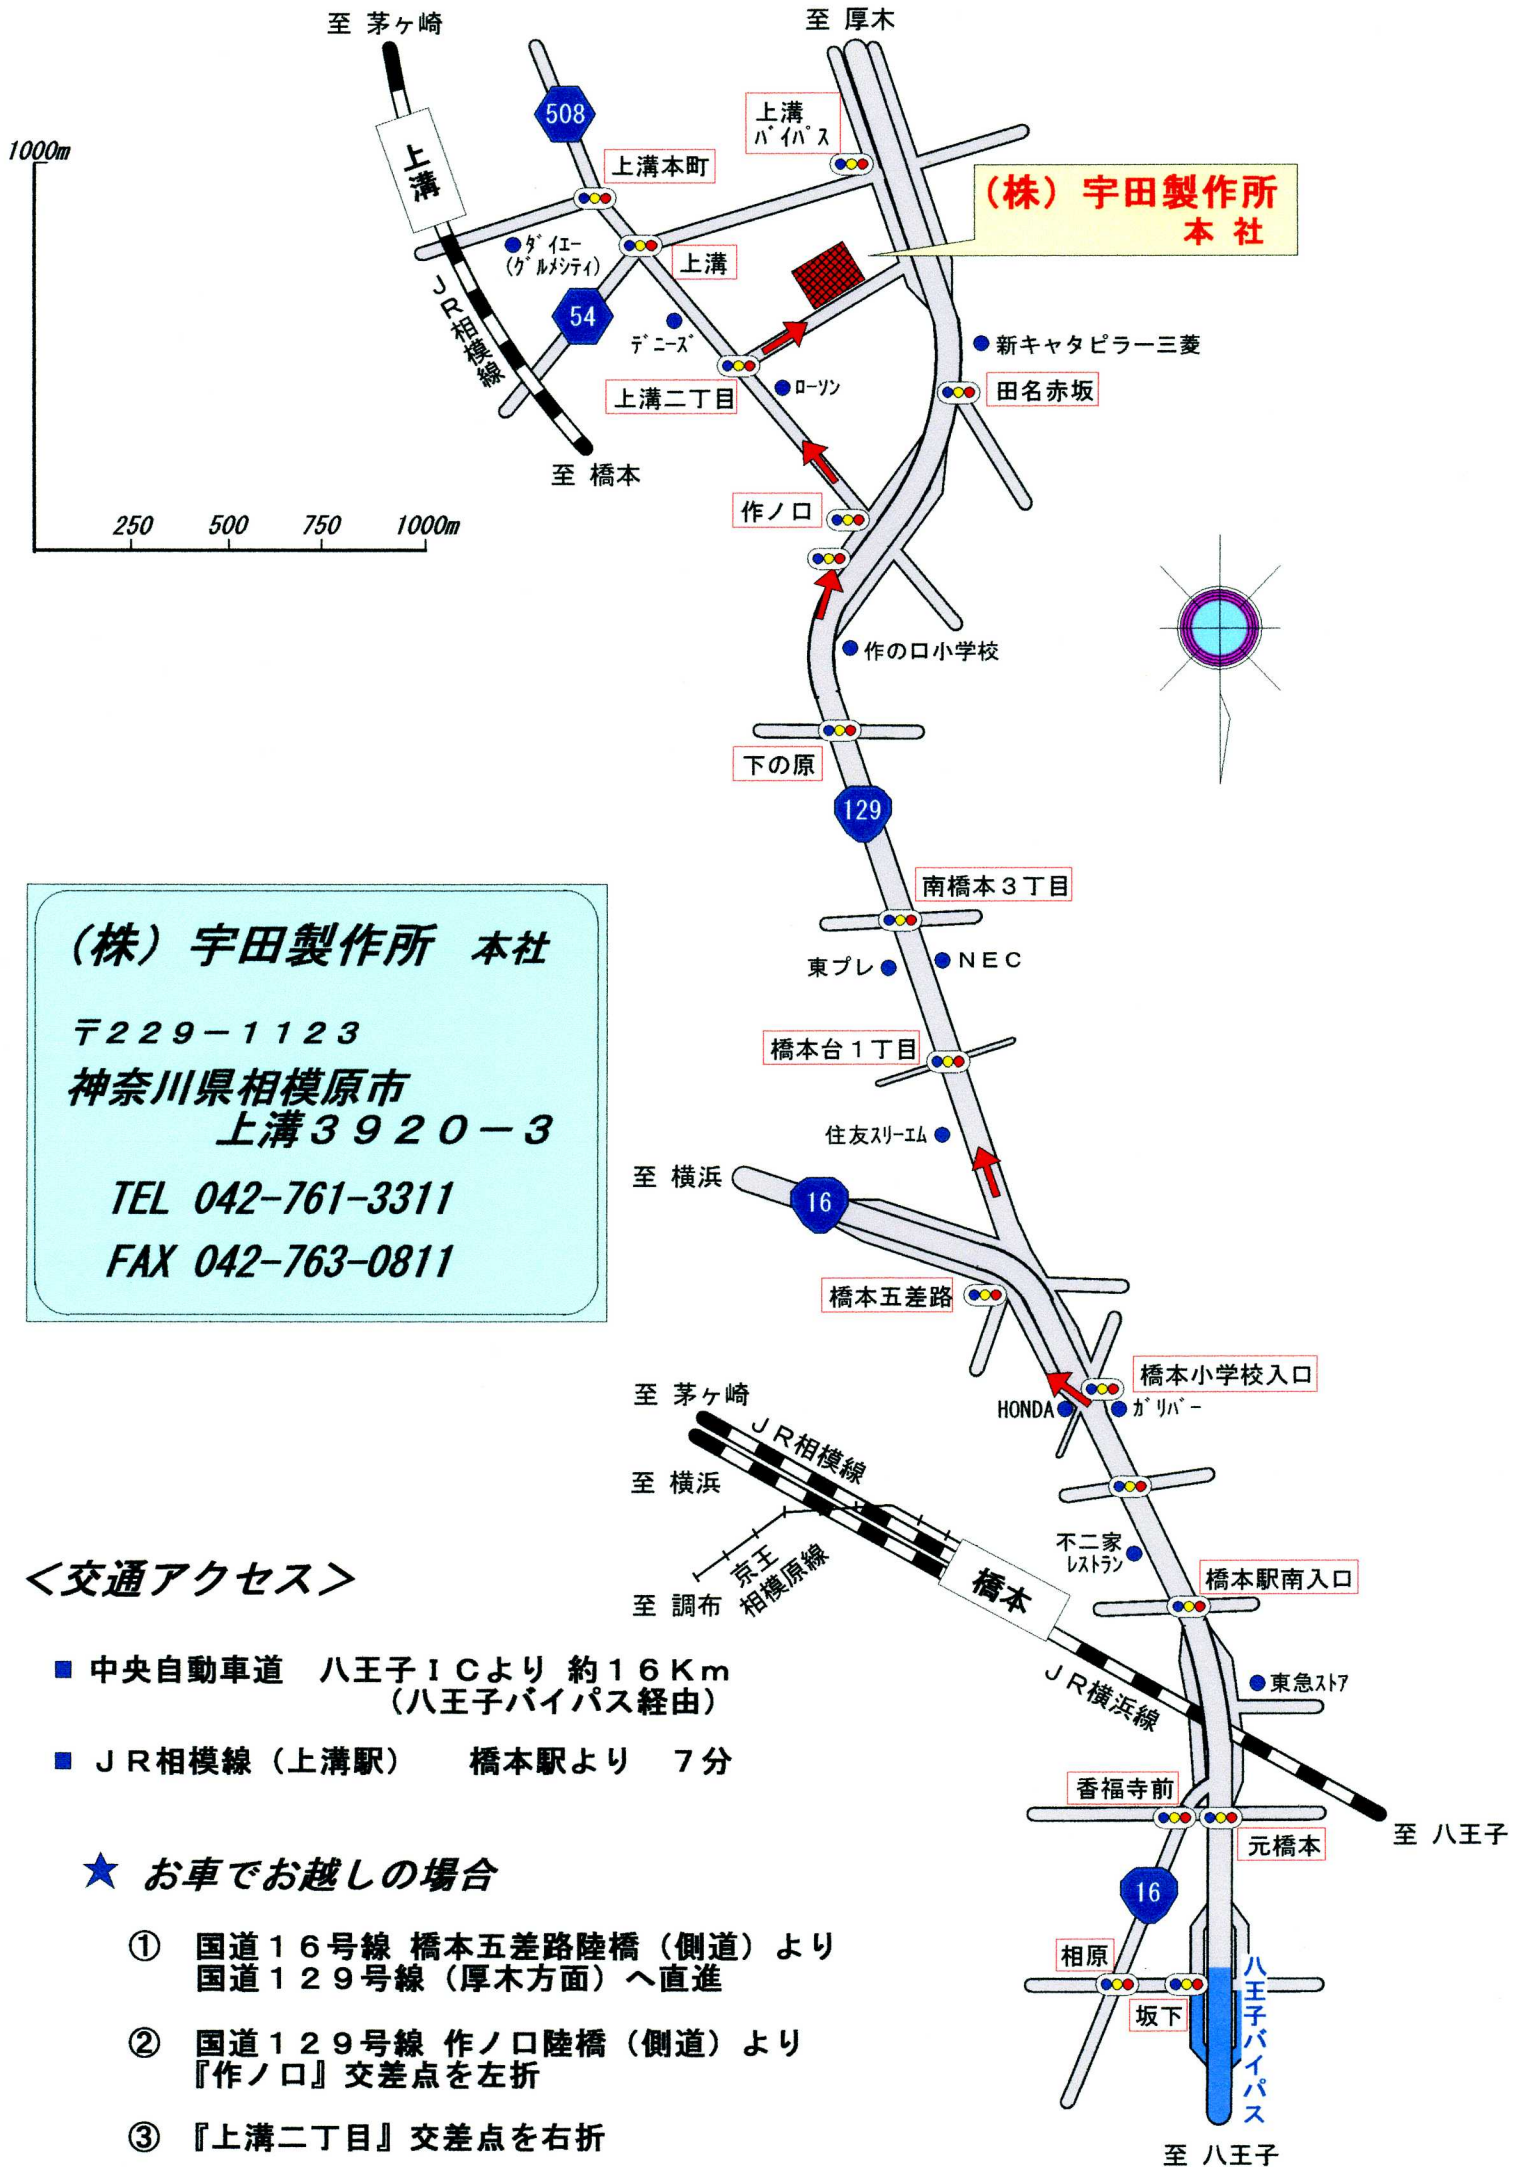 至 茅ヶ崎
至 厚木
508
上溝
バイパス
1000m
上溝
上溝本町
(株) 宇田製作所
本 社
ダイエー
(グルメシティ)
上溝
JR相模線
54
デニーズ
新キャタピラー三菱
上溝二丁目
ローソン
田名赤坂
至 橋本
作ノ口
250 500 750 1000m
作の口小学校
下の原
129
南橋本3丁目
東プレ
NEC
(株) 宇田製作所 本社
〒229-1123
神奈川県相模原市
上溝3920-3
TEL 042-761-3311
FAX 042-763-0811
橋本台1丁目
住友スリーエム
至 横浜
16
橋本五差路
橋本小学校入口
HONDA
ガリバー
至 茅ヶ崎
JR相模線
至 横浜
京王
相模原線
至 調布
橋本
不二家
レストラン
橋本駅南入口
JR横浜線
東急ストア
香福寺前
元橋本
至 八王子
16
相原
坂下
八王子バイパス
至 八王子
<交通アクセス>
■ 中央自動車道 八王子ICより 約16Km
(八王子バイパス経由)
■ JR相模線(上溝駅) 橋本駅より 7分
★ お車でお越しの場合
① 国道16号線 橋本五差路陸橋(側道)より
国道129号線(厚木方面)へ直進
② 国道129号線 作ノ口陸橋(側道)より
『作ノ口』交差点を左折
③ 『上溝二丁目』交差点を右折